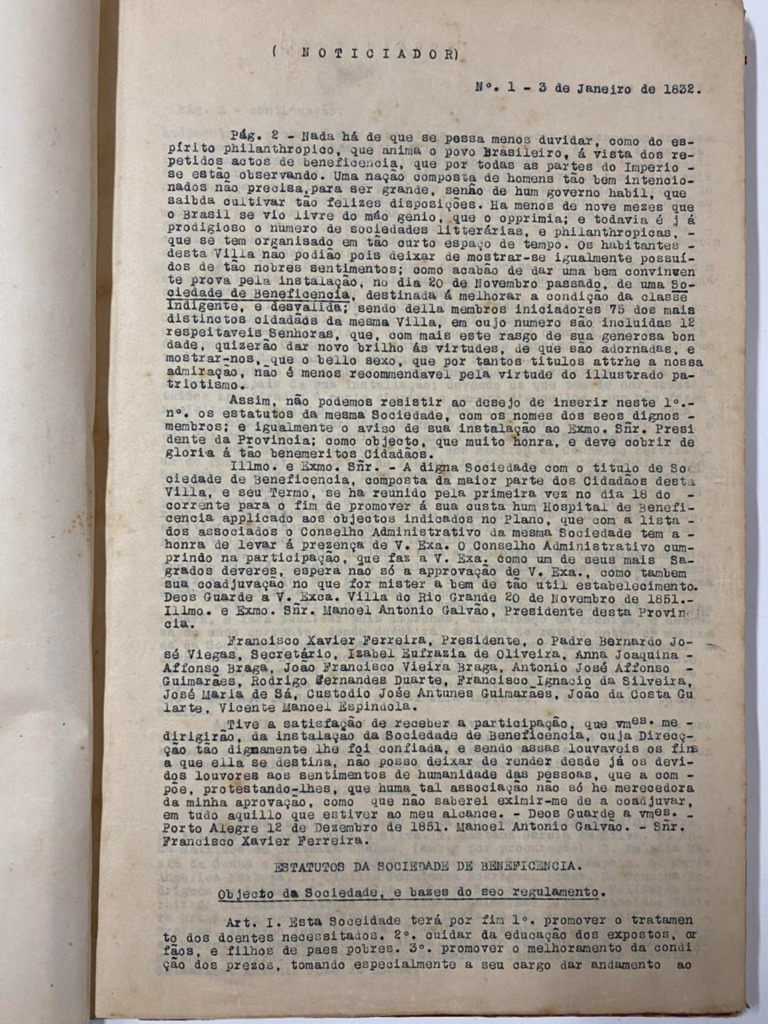 ( N O T I C I A D O R)
Nº. 1 - 3 de Janeiro de 1832.
Pág. 2 - Nada há de que se possa menos duvidar, como do es-
pírito philanthropico, que anima o povo Brasileiro, á vista dos re-
petidos actos de beneficencia, que por todas as partes do Imperio -
se estão observando. Uma nação composta de homens tão bem intencio-
nados não precisa,para ser grande, senão de hum governo habil, que
saibda cultivar tão felizes disposições. Ha menos de nove mezes que
o Brasil se vio livre do máo genio, que o opprimia; e todavia é j á
prodigioso o numero de sociedades litterárias, e philanthropicas, -
que se tem organisado em tão curto espaço de tempo. Os habitantes -
desta Villa não podião pois deixar de mostrar-se igualmente possuí-
dos de tão nobres sentimentos; como acabão de dar uma bem convincen
te prova pela instalação, no dia 20 de Novembro passado, de uma So-
ciedade de Beneficencia, destinada á melhorar a condição da classe
Indigente, e desvalida; sendo della membros iniciadores 75 dos mais
distinctos cidadãds da mesma Villa, em cujo numero são incluidas 12
respeitaveis Senhoras, que, com mais este rasgo de sua generosa bon
dade, quizerão dar novo brilho ás virtudes, de que são adornadas, e
mostrar-nos, que o bello sexo, que por tantos titulos attrhe a nossa
admiração, não é menos recommendavel pela virtude do illustrado pa-
triotismo.
Assim, não podemos resistir ao desejo de inserir neste 1º.-
nº. os estatutos da mesma Sociedade, com os nomes dos seos dignos -
membros; e igualmente o aviso de sua instalação ao Exmo. Sñr. Presi
dente da Provincia; como objecto, que muito honra, e deve cobrir de
gloria á tão benemeritos Cidadãos.
Illmo. e Exmo. Sñr. - A digna Sociedade com o titulo de So
ciedade de Beneficencia, composta da maior parte dos Cidadãos desta
Villa, e seu Termo, se ha reunido pela primeira vez no dia 18 do -
corrente para o fim de promover á sua custa hum Hospital de Benefi-
cencia applicado aos objectos indicados no Plano, que com a lista -
dos associados o Conselho Administrativo da mesma Sociedade tem a -
honra de levar á prezença de V. Exa. O Conselho Administrativo cum-
prindo na participação, que faz a V. Exa. como um de seus mais Sa-
grados deveres, espera não só a approvação de V. Exa., como tambem
sua coadjuvação no que for mister a bem de tão util estabelecimento.
Deos Guarde a V. Exca. Villa do Rio Grande 20 de Novembro de 1851.-
Illmo. e Exmo. Sñr. Manoel Antonio Galvão, Presidente desta Provin-
cia.
Francisco Xavier Ferreira, Presidente, o Padre Bernardo Jo-
sé Viegas, Secretário, Izabel Eufrazia de Oliveira, Anna Joaquina -
Affonso Braga, João Francisco Vieira Braga, Antonio José Affonso -
Guimarães, Rodrigo Fernandes Duarte, Francisco Ignacio da Silveira,
José Maria de Sá, Custodio José Antunes Guimarães, João da Costa Gu
larte, Vicente Manoel Espindola.
Tive a satisfação de receber a participação, que vmes. me -
dirigirão, da instalação da Sociedade de Beneficencia, cuja Direcç-
ção tão dignamente lhe foi confiada, e sendo assas louvaveis os fins
a que ella se destina, não posso deixar de render desde já os devi-
dos louvores aos sentimentos de humanidade das pessoas, que a com -
põe, protestando-lhes, que huma tal associação não só he merecedora
da minha aprovação, como  que não saberei eximir-me de a coadjuvar,
em tudo aquillo que estiver ao meu alcance. - Deos Guarde a vmes. -
Porto Alegre 12 de Dezembro de 1851. Manoel Antonio Galvão. - Sñr.
Francisco Xavier Ferreira.
ESTATUTOS DA SOCIEDADE DE BENEFICENCIA.
Objecto da Sociedade, e bazes do seo regulamento.
Art. I. Esta Soceidade terá por fim 1º. promover o tratamen
to dos doentes necessitados. 2º. cuidar da educação dos expostos, or
fãos, e filhos de paes pobres. 3º. promover o melhoramento da condi
ção dos prezos, tomando especialmente a seu cargo dar andamento  ao